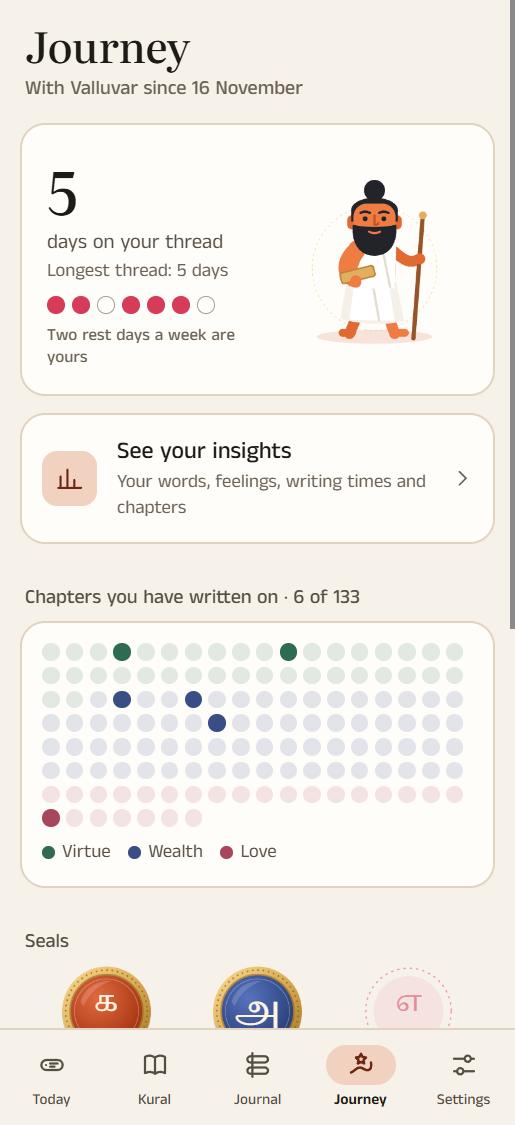 Journey
With Valluvar since 16 November
5
days on your thread
Longest thread: 5 days
Two rest days a week are
yours
See your insights
Your words, feelings, writing times and
chapters
Chapters you have written on · 6 of 133
Virtue
Wealth
Love
Seals
க
அ
எ
Today
Kural
Journal
Journey
Settings